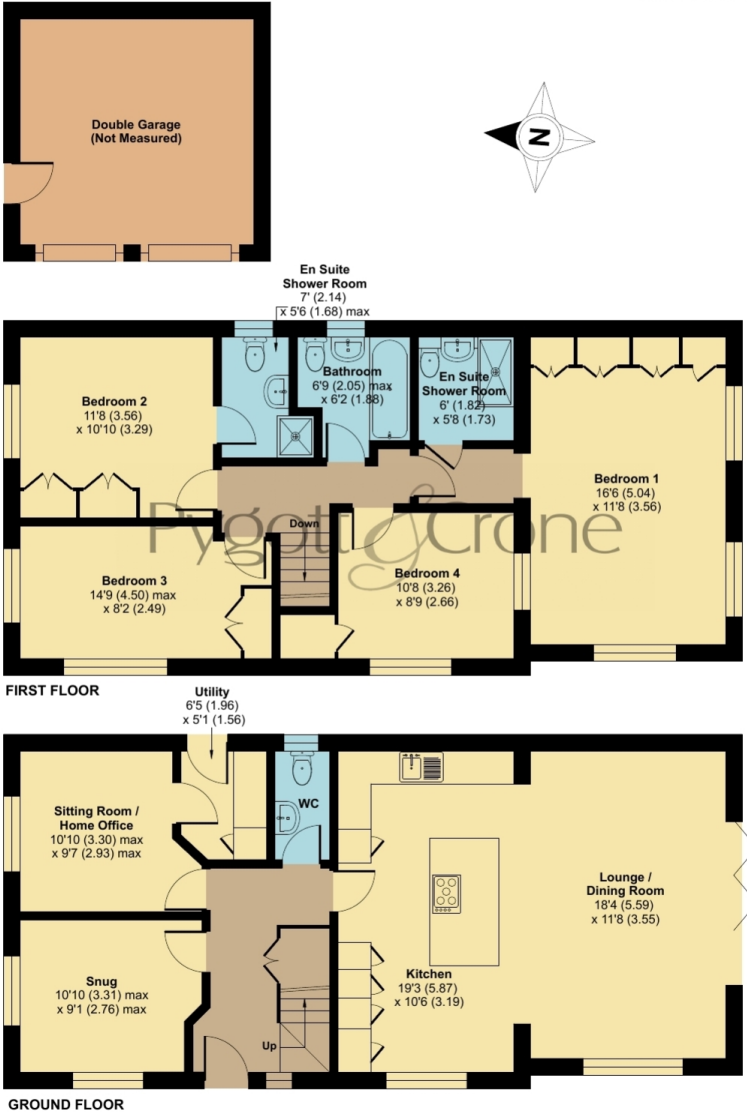 Double Garage
(Not Measured)
N
En Suite
Shower Room
7' (2.14)
x 5'6 (1.68) max
Bedroom 2
11'8 (3.56)
x 10'10 (3.29)
Bathroom
6'9 (2.05) max
x 6'2 (1.88)
En Suite
Shower Room
6' (1.82)
x 5'8 (1.73)
Bedroom 1
16'6 (5.04)
x 11'8 (3.56)
Pygott & Crone
Down
Bedroom 3
14'9 (4.50) max
x 8'2 (2.49)
Bedroom 4
10'8 (3.26)
x 8'9 (2.66)
FIRST FLOOR
Utility
6'5 (1.96)
x 5'1 (1.56)
Sitting Room /
Home Office
10'10 (3.30) max
x 9'7 (2.93) max
WC
Lounge /
Dining Room
18'4 (5.59)
x 11'8 (3.55)
Snug
10'10 (3.31) max
x 9'1 (2.76) max
Kitchen
19'3 (5.87)
x 10'6 (3.19)
Up
GROUND FLOOR